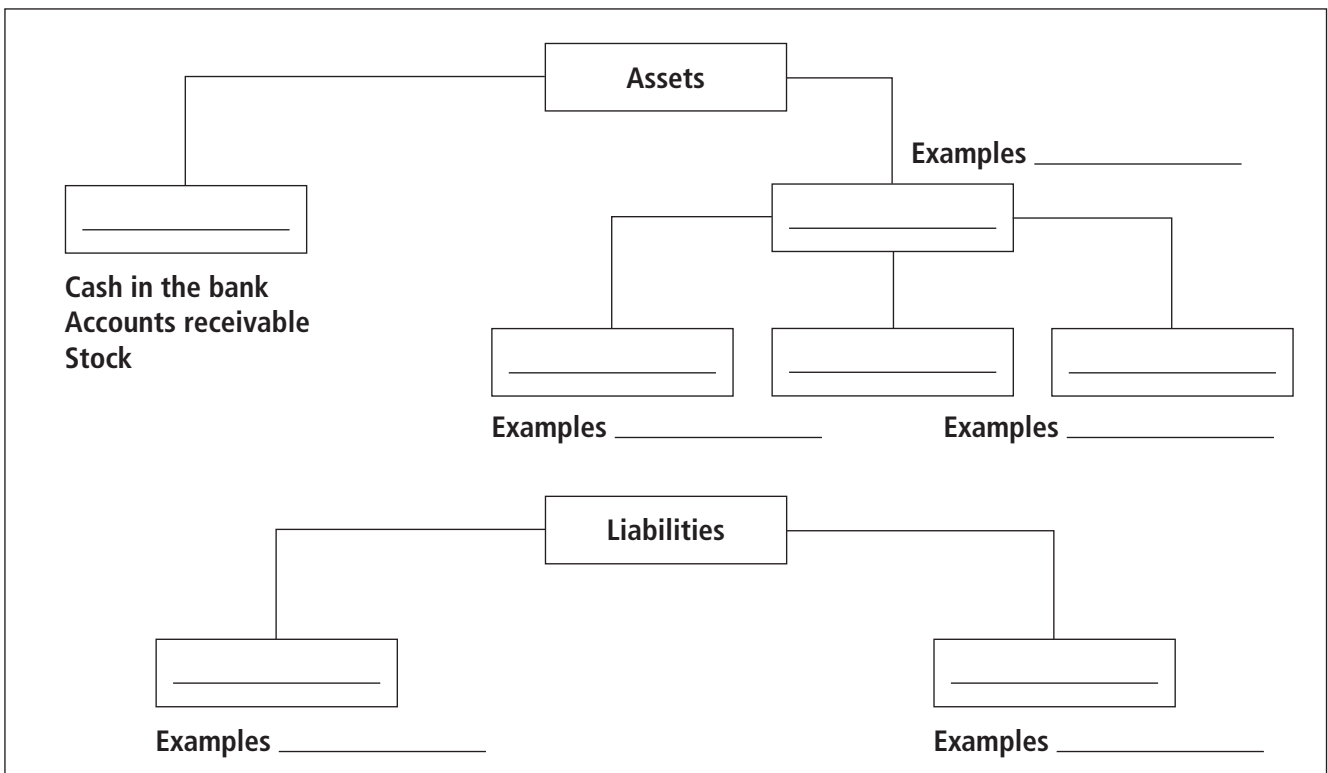 Assets
Examples
Cash in the bank
Accounts receivable
Stock
Examples
Examples
Liabilities
Examples
Examples